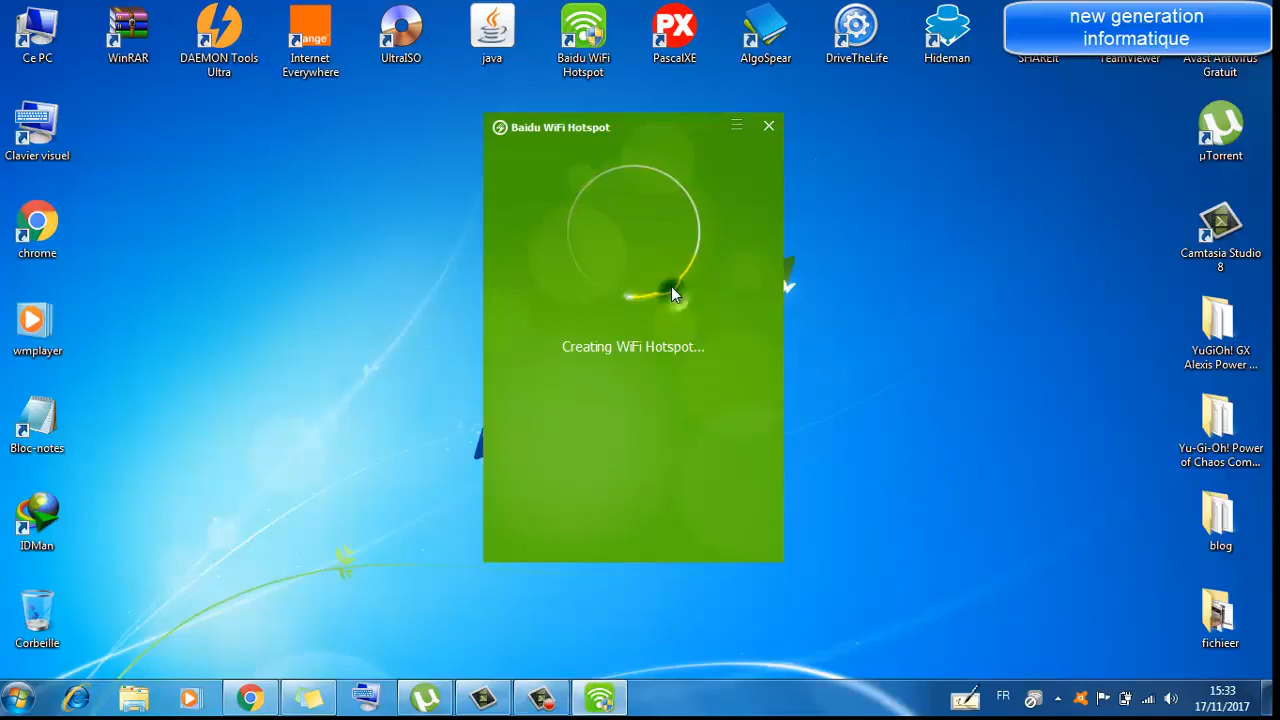 Ce PC
WinRAR
DAEMON Tools
Ultra
ange
Internet
Everywhere
UltraISO
java
Baidu WiFi
Hotspot
PX
PascalXE
AlgoSpear
DriveTheLife
Hideman
new generation
informatique
SHAREit
TeamViewer
Avast Antivirus
Gratuit
Clavier visuel
µTorrent
chrome
Camtasia Studio
8
wmplayer
YuGiOh! GX
Alexis Power ...
Bloc-notes
Yu-Gi-Oh! Power
of Chaos Com...
IDMan
blog
Corbeille
fichieer
Baidu WiFi Hotspot
Creating WiFi Hotspot...
FR
15:33
17/11/2017